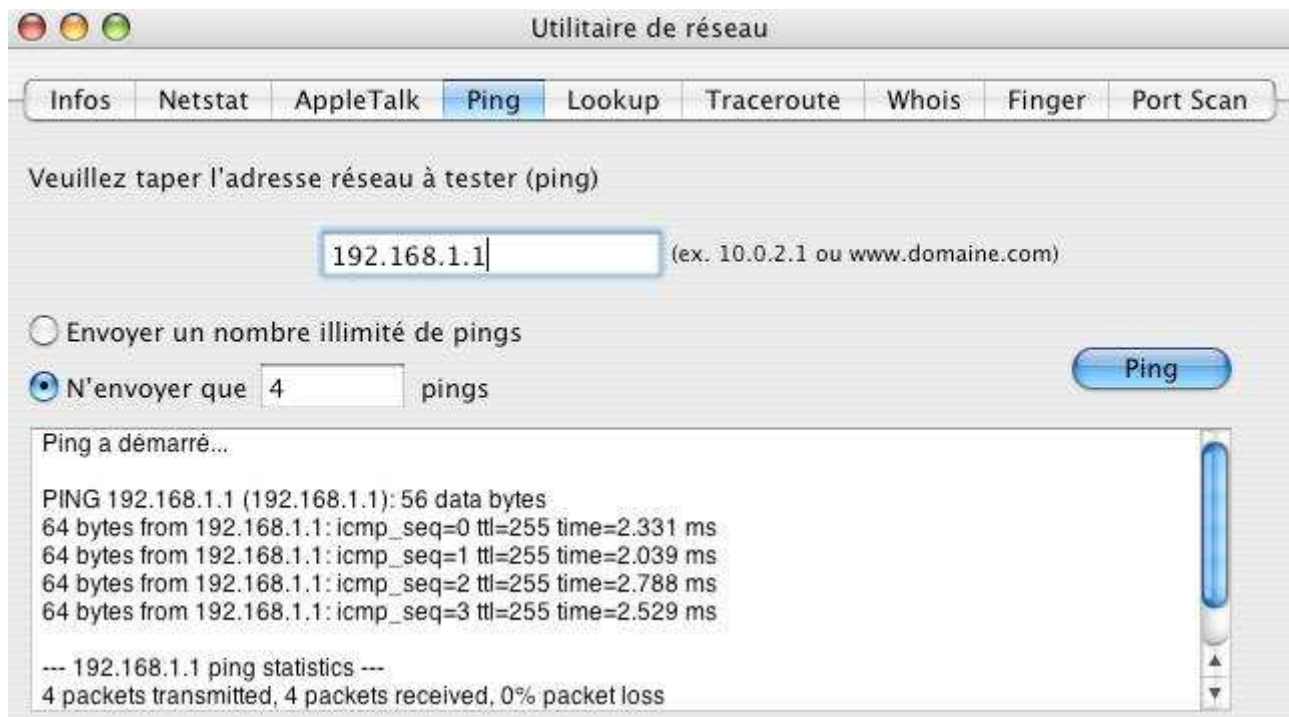 Utilitaire de réseau
Infos Netstat AppleTalk Ping Lookup Traceroute Whois Finger Port Scan
Veuillez taper l'adresse réseau à tester (ping)
192.168.1.1 (ex. 10.0.2.1 ou www.domaine.com)
Envoyer un nombre illimité de pings
Ping
N'envoyer que 4 pings
Ping a démarré...
PING 192.168.1.1 (192.168.1.1): 56 data bytes
64 bytes from 192.168.1.1: icmp_seq=0 ttl=255 time=2.331 ms
64 bytes from 192.168.1.1: icmp_seq=1 ttl=255 time=2.039 ms
64 bytes from 192.168.1.1: icmp_seq=2 ttl=255 time=2.788 ms
64 bytes from 192.168.1.1: icmp_seq=3 ttl=255 time=2.529 ms
--- 192.168.1.1 ping statistics ---
4 packets transmitted, 4 packets received, 0% packet loss